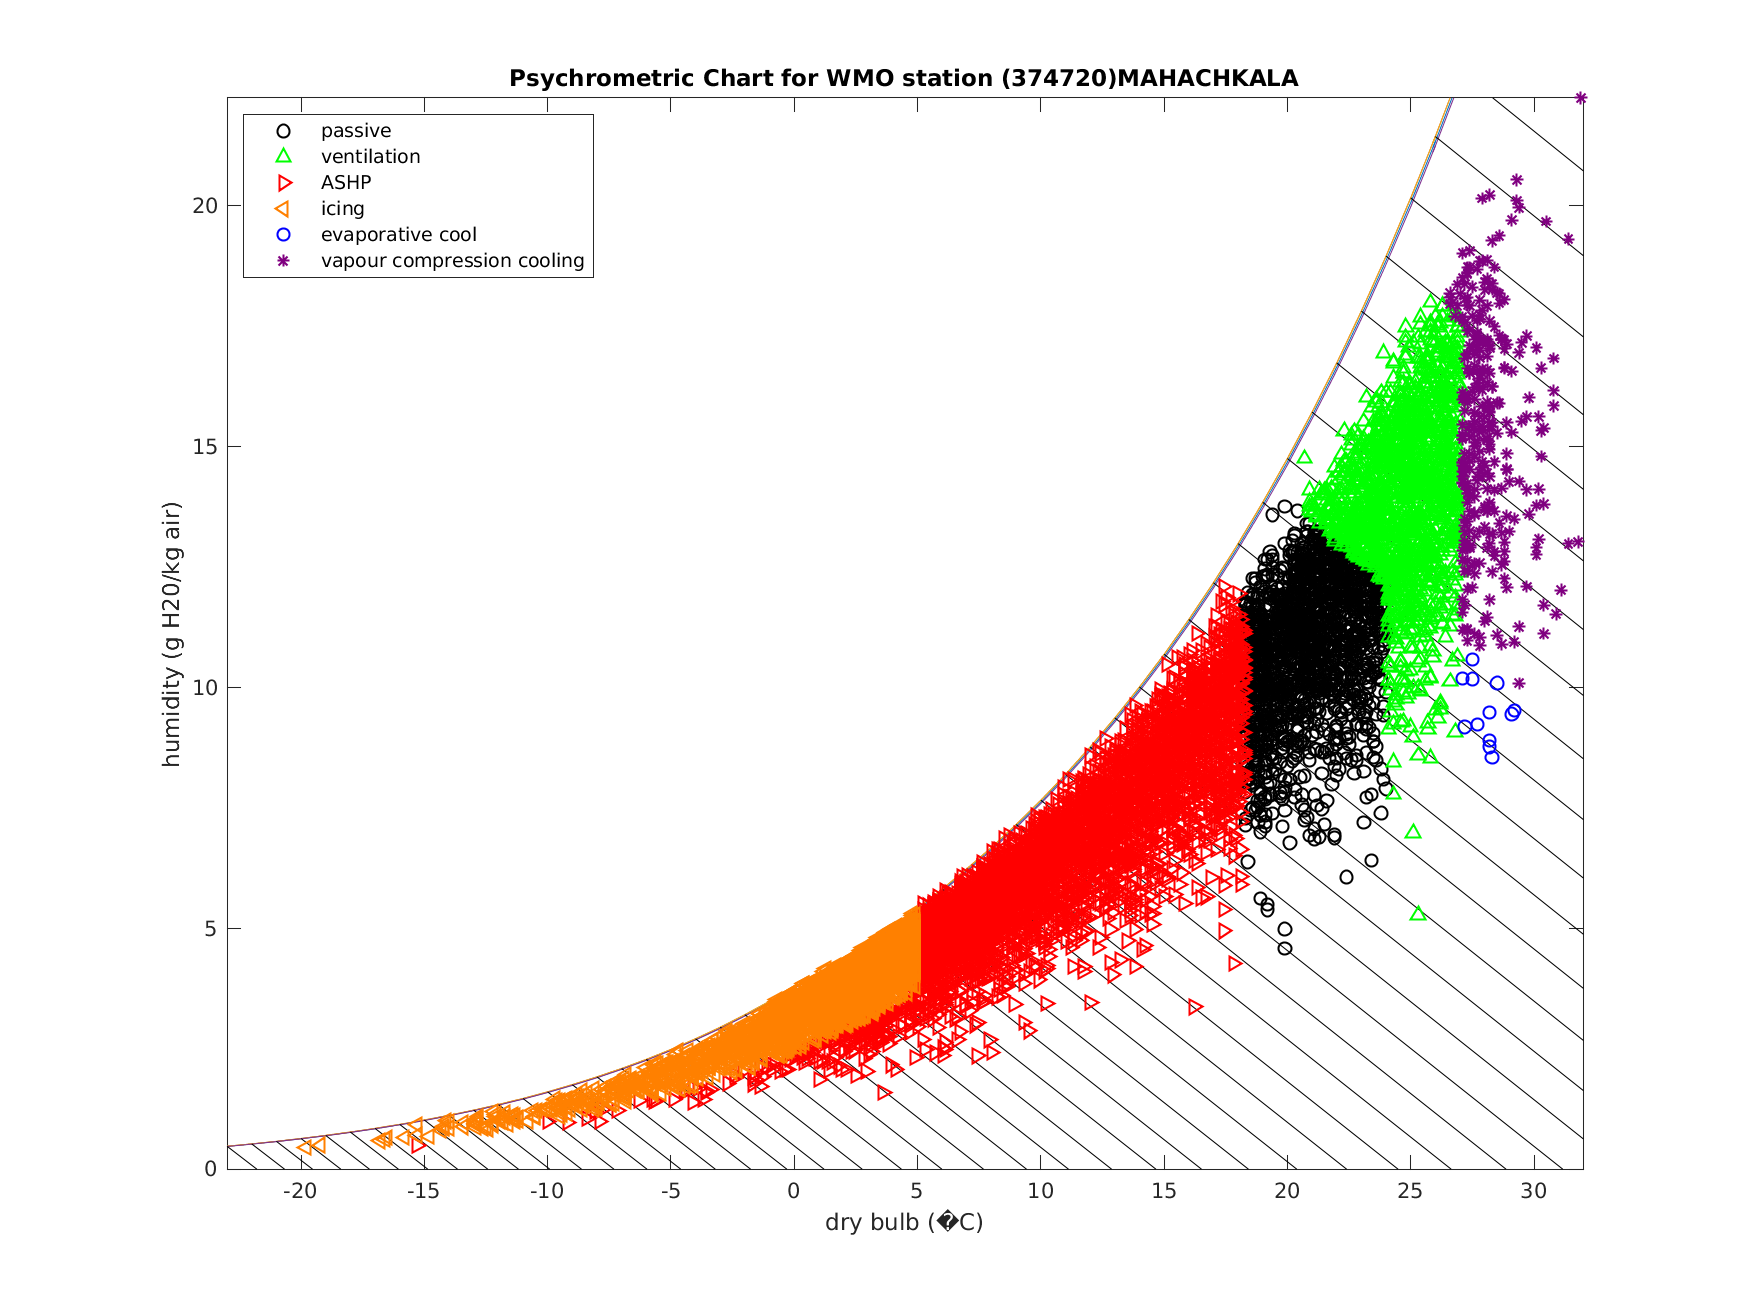 Psychrometric Chart for WMO station (374720)MAHACHKALA
passive
ventilation
ASHP
icing
evaporative cool
vapour compression cooling
20
15
10
5
0
humidity (g H20/kg air)
-20 -15 -10 -5 0 5 10 15 20 25 30
dry bulb (�C)